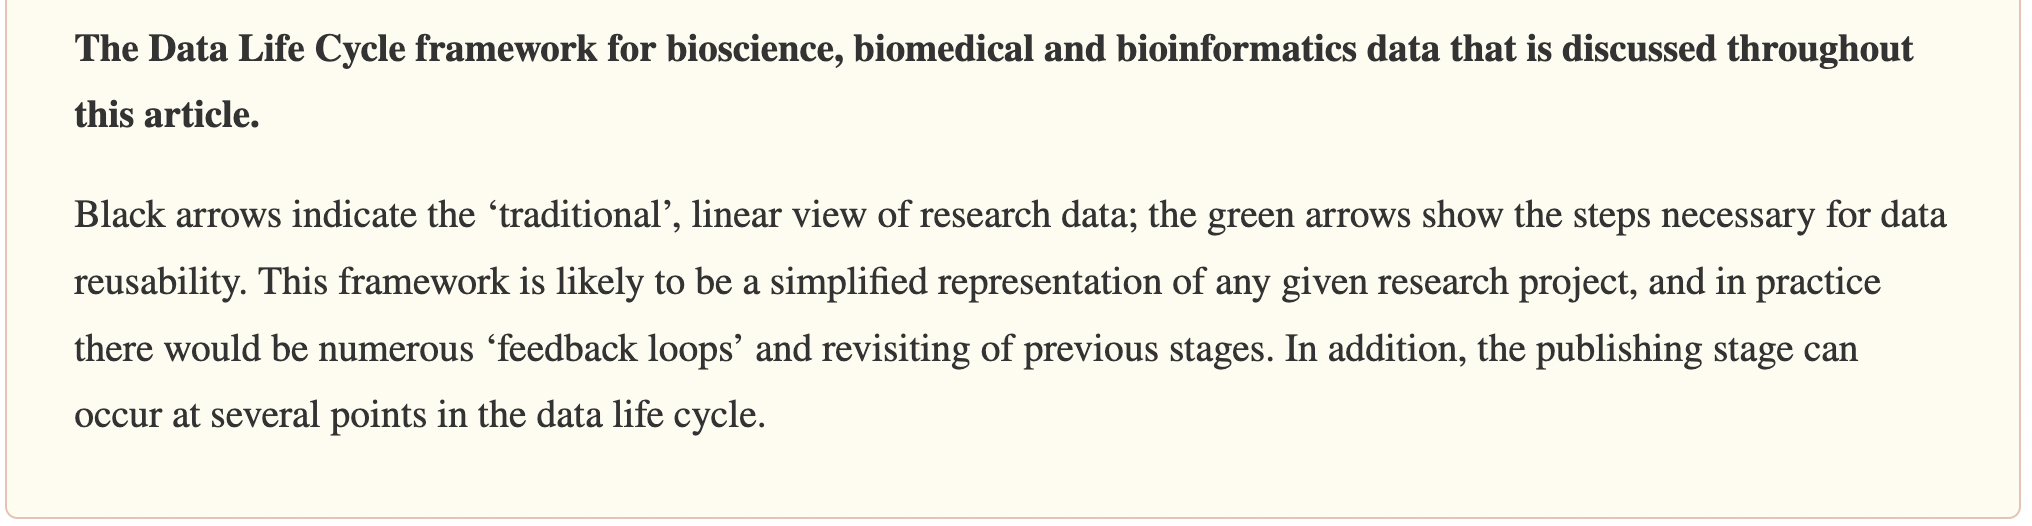 The Data Life Cycle framework for bioscience, biomedical and bioinformatics data that is discussed throughout
this article.
Black arrows indicate the ‘traditional’, linear view of research data; the green arrows show the steps necessary for data
reusability. This framework is likely to be a simplified representation of any given research project, and in practice
there would be numerous ‘feedback loops’ and revisiting of previous stages. In addition, the publishing stage can
occur at several points in the data life cycle.